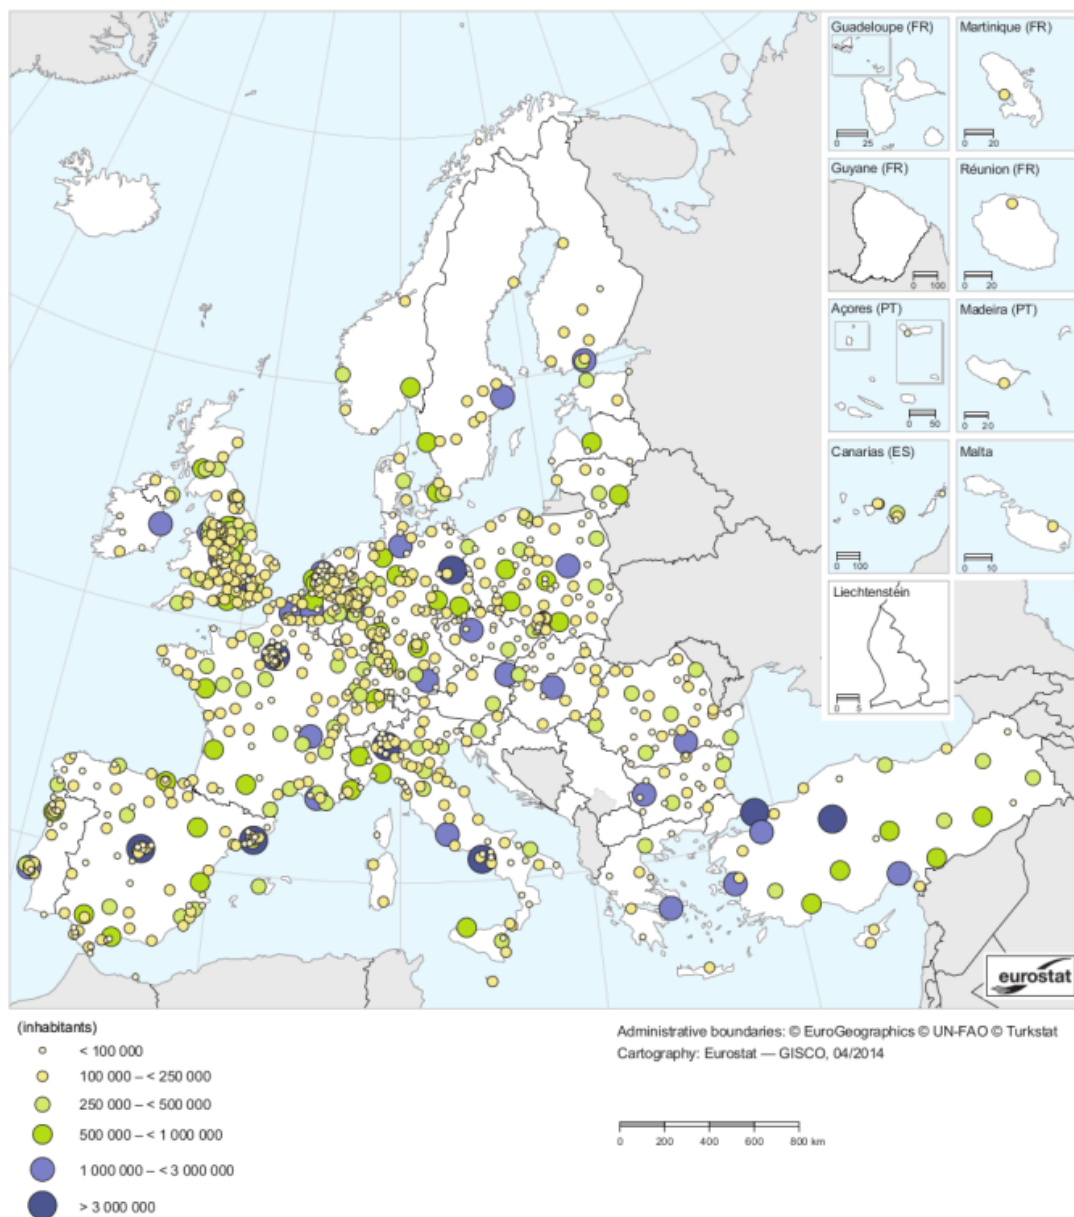 Guadeloupe (FR)
0 25
Martinique (FR)
0 20
Guyane (FR)
0 100
Réunion (FR)
0 20
Açores (PT)
0 50
Madeira (PT)
0 20
Canarias (ES)
0 100
Malta
0 10
Liechtenstein
0 5
eurostat
(inhabitants)
< 100 000
100 000 – < 250 000
250 000 – < 500 000
500 000 – < 1 000 000
1 000 000 – < 3 000 000
> 3 000 000
Administrative boundaries: © EuroGeographics © UN-FAO © Turkstat
Cartography: Eurostat — GISCO, 04/2014
0 200 400 600 800 km